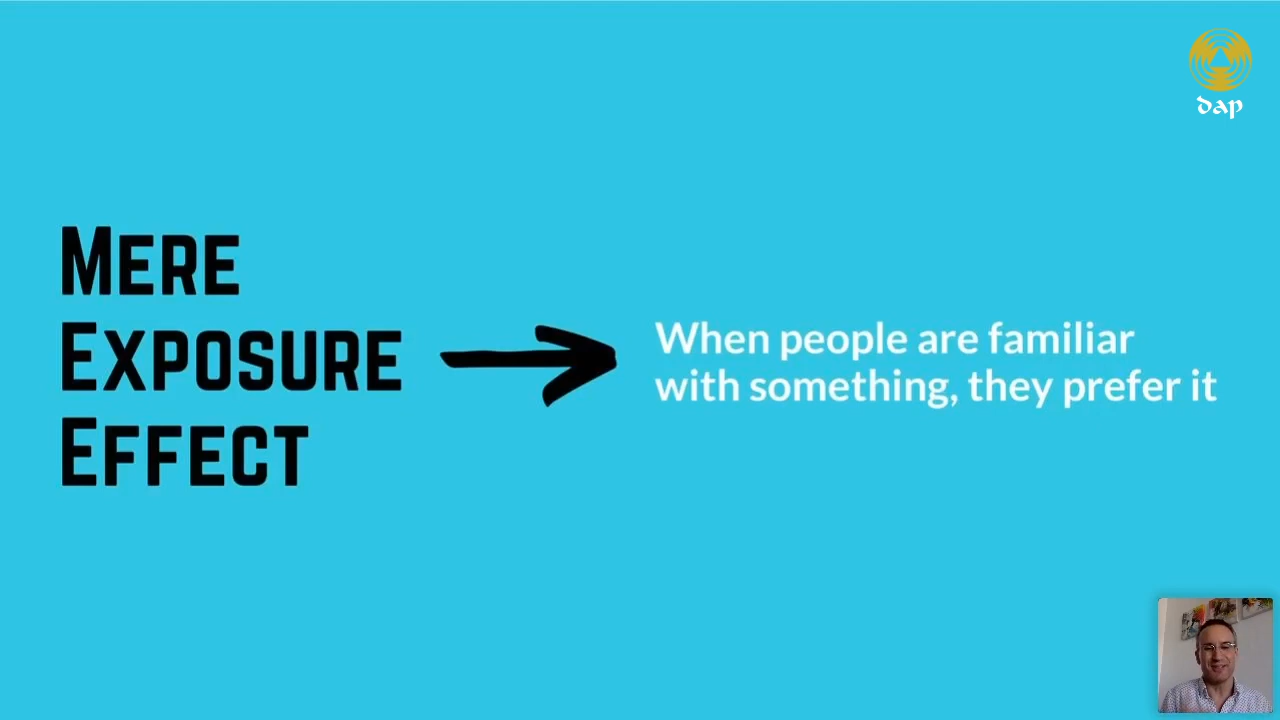 dap
MERE
EXPOSURE
EFFECT
When people are familiar
with something, they prefer it